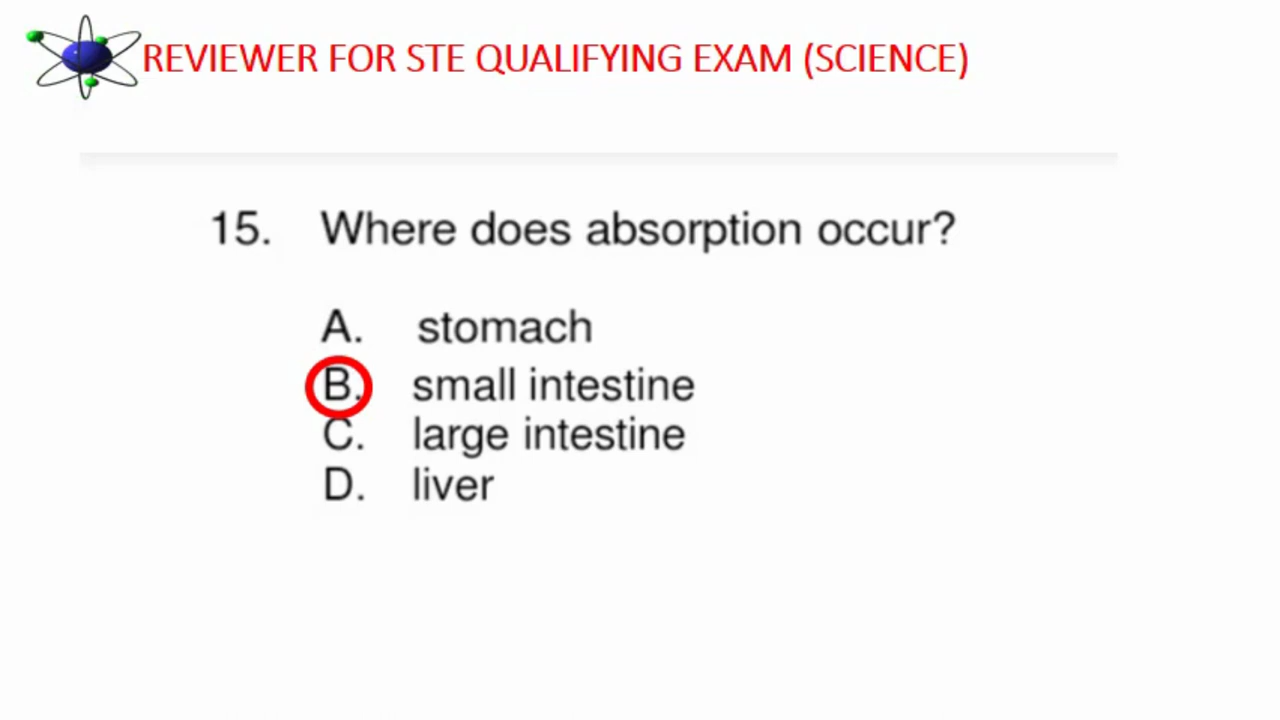 REVIEWER FOR STE QUALIFYING EXAM (SCIENCE)
15. Where does absorption occur?
A. stomach
B. small intestine
C. large intestine
D. liver